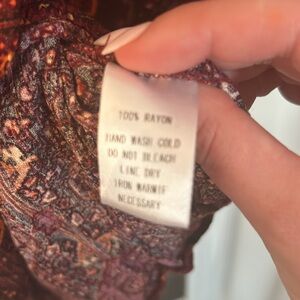 100% RAYON
HAND WASH COLD
DO NOT BLEACH
LINE DRY
IRON WARM IF
NECESSARY